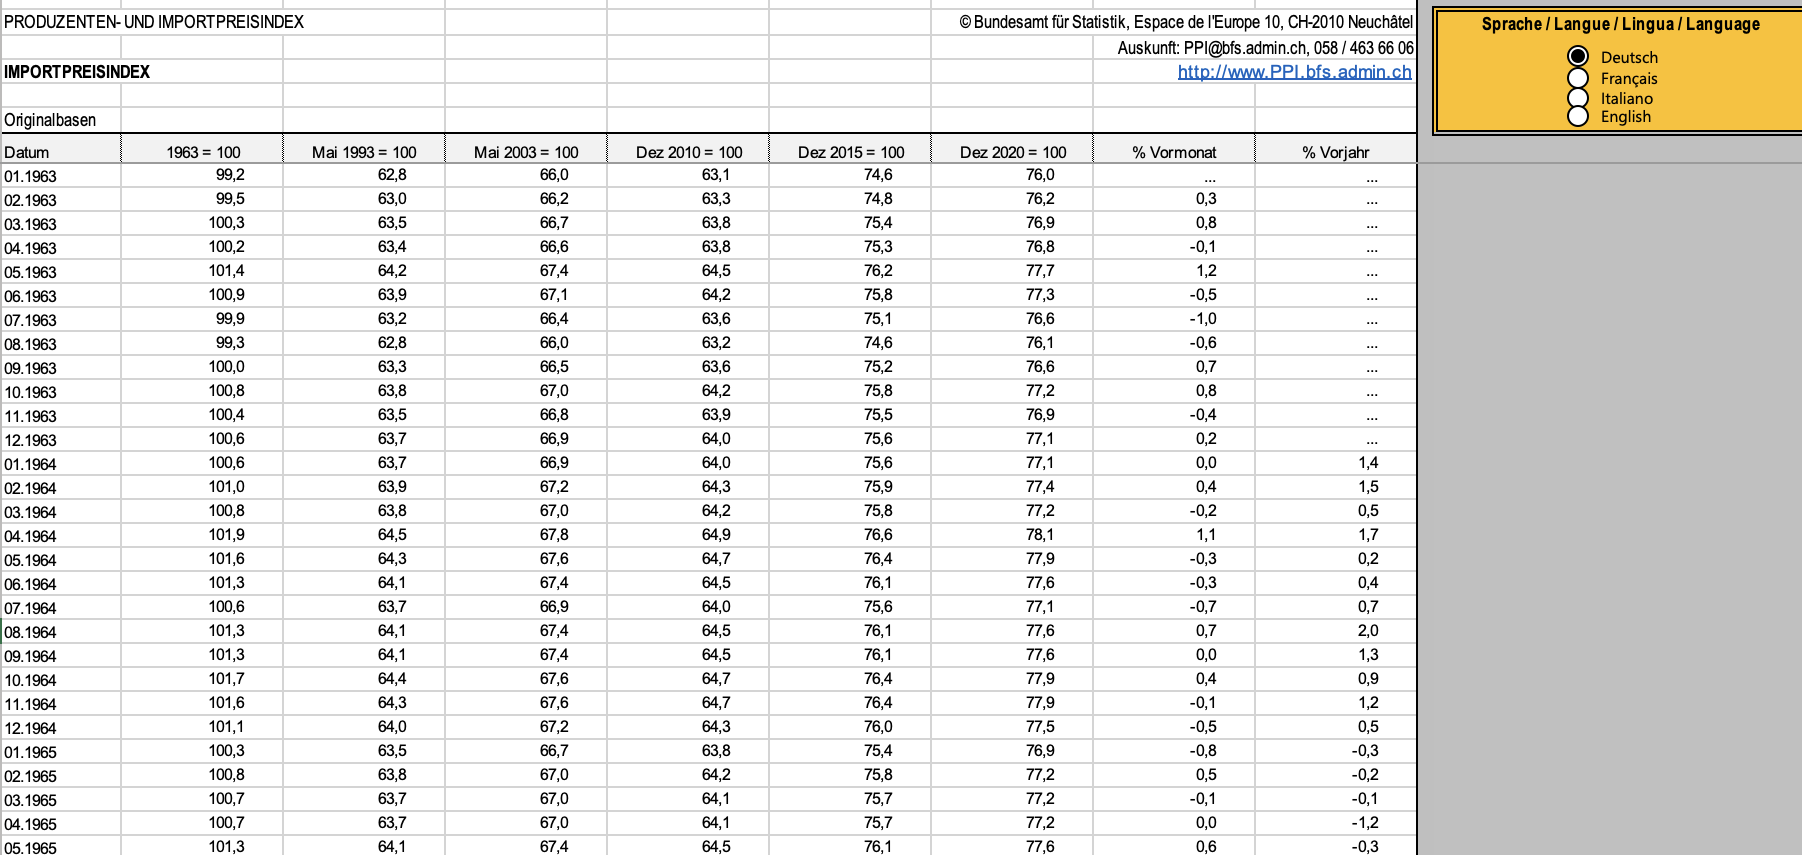 PRODUZENTEN- UND IMPORTPREISINDEX © Bundesamt für Statistik, Espace de l'Europe 10, CH-2010 Neuchâtel
Auskunft: PPI@bfs.admin.ch, 058 / 463 66 06
IMPORTPREISINDEX http://www.PPI.bfs.admin.ch
Sprache / Langue / Lingua / Language
Deutsch
Français
Italiano
English
Originalbasen
Datum 1963 = 100 Mai 1993 = 100 Mai 2003 = 100 Dez 2010 = 100 Dez 2015 = 100 Dez 2020 = 100 % Vormonat % Vorjahr
01.1963 99,2 62,8 66,0 63,1 74,6 76,0 ... ...
02.1963 99,5 63,0 66,2 63,3 74,8 76,2 0,3 ...
03.1963 100,3 63,5 66,7 63,8 75,4 76,9 0,8 ...
04.1963 100,2 63,4 66,6 63,8 75,3 76,8 -0,1 ...
05.1963 101,4 64,2 67,4 64,5 76,2 77,7 1,2 ...
06.1963 100,9 63,9 67,1 64,2 75,8 77,3 -0,5 ...
07.1963 99,9 63,2 66,4 63,6 75,1 76,6 -1,0 ...
08.1963 99,3 62,8 66,0 63,2 74,6 76,1 -0,6 ...
09.1963 100,0 63,3 66,5 63,6 75,2 76,6 0,7 ...
10.1963 100,8 63,8 67,0 64,2 75,8 77,2 0,8 ...
11.1963 100,4 63,5 66,8 63,9 75,5 76,9 -0,4 ...
12.1963 100,6 63,7 66,9 64,0 75,6 77,1 0,2 ...
01.1964 100,6 63,7 66,9 64,0 75,6 77,1 0,0 1,4
02.1964 101,0 63,9 67,2 64,3 75,9 77,4 0,4 1,5
03.1964 100,8 63,8 67,0 64,2 75,8 77,2 -0,2 0,5
04.1964 101,9 64,5 67,8 64,9 76,6 78,1 1,1 1,7
05.1964 101,6 64,3 67,6 64,7 76,4 77,9 -0,3 0,2
06.1964 101,3 64,1 67,4 64,5 76,1 77,6 -0,3 0,4
07.1964 100,6 63,7 66,9 64,0 75,6 77,1 -0,7 0,7
08.1964 101,3 64,1 67,4 64,5 76,1 77,6 0,7 2,0
09.1964 101,3 64,1 67,4 64,5 76,1 77,6 0,0 1,3
10.1964 101,7 64,4 67,6 64,7 76,4 77,9 0,4 0,9
11.1964 101,6 64,3 67,6 64,7 76,4 77,9 -0,1 1,2
12.1964 101,1 64,0 67,2 64,3 76,0 77,5 -0,5 0,5
01.1965 100,3 63,5 66,7 63,8 75,4 76,9 -0,8 -0,3
02.1965 100,8 63,8 67,0 64,2 75,8 77,2 0,5 -0,2
03.1965 100,7 63,7 67,0 64,1 75,7 77,2 -0,1 -0,1
04.1965 100,7 63,7 67,0 64,1 75,7 77,2 0,0 -1,2
05.1965 101,3 64,1 67,4 64,5 76,1 77,6 0,6 -0,3